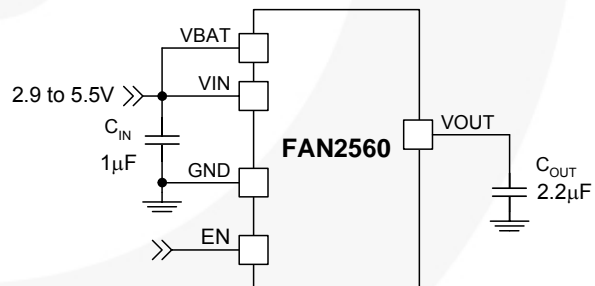 VBAT
2.9 to 5.5V
VIN
CIN
1μF
GND
EN
FAN2560
VOUT
COUT
2.2μF